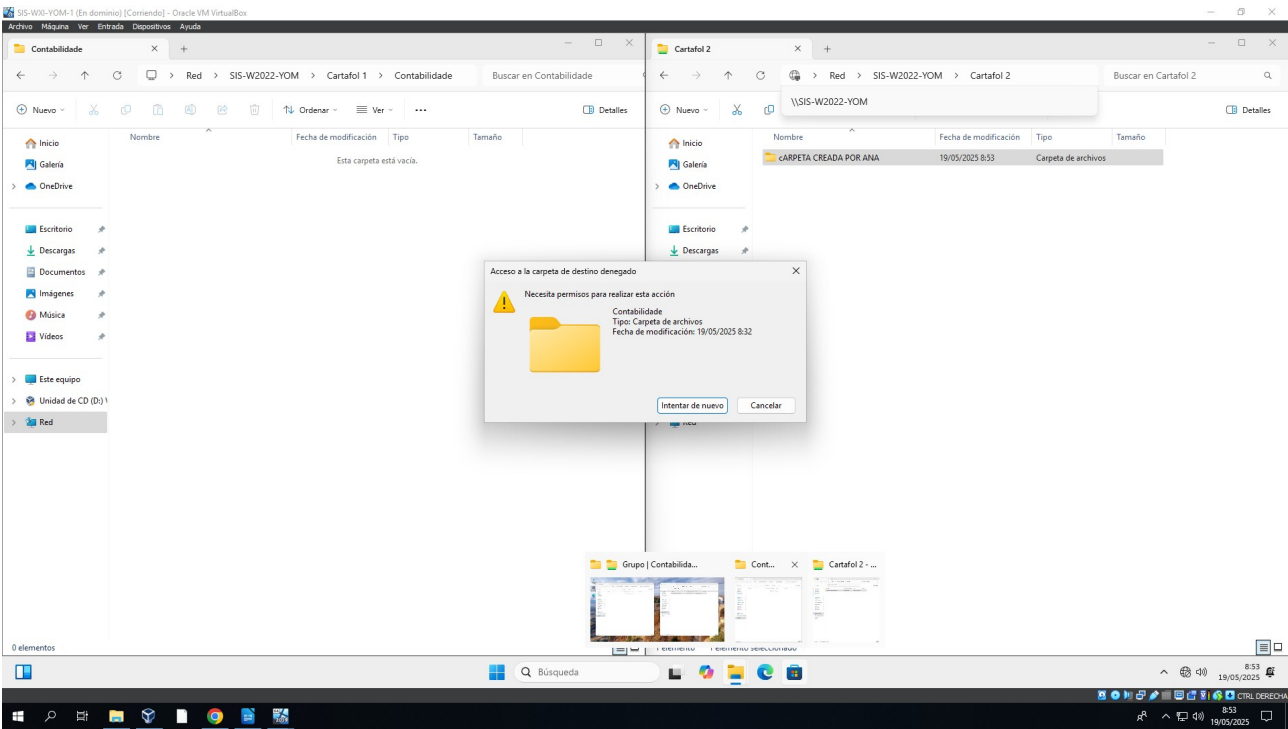 SIS-WXI-YOM-1 (En dominio) [Corriendo] - Oracle VM VirtualBox
Archivo Máquina Ver Entrada Dispositivos Ayuda
Contabilidade
Red > SIS-W2022-YOM > Cartafol 1 > Contabilidade
Buscar en Contabilidade
Nuevo
Ordenar
Ver
Detalles
Nombre Fecha de modificación Tipo Tamaño
Esta carpeta está vacía.
Inicio
Galería
OneDrive
Escritorio
Descargas
Documentos
Imágenes
Música
Vídeos
Este equipo
Unidad de CD (D:) V
Red
0 elementos
Cartafol 2
Red > SIS-W2022-YOM > Cartafol 2
Buscar en Cartafol 2
Nuevo
\\SIS-W2022-YOM
Detalles
Nombre Fecha de modificación Tipo Tamaño
cARPETA CREADA POR ANA 19/05/2025 8:53 Carpeta de archivos
Inicio
Galería
OneDrive
Escritorio
Descargas
Red
1 elemento 1 elemento seleccionado
Acceso a la carpeta de destino denegado
Necesita permisos para realizar esta acción
Contabilidade
Tipo: Carpeta de archivos
Fecha de modificación: 19/05/2025 8:32
Intentar de nuevo Cancelar
Grupo | Contabilida...
Cont...
Cartafol 2 - ...
Búsqueda
8:53
19/05/2025
CTRL DERECHA
8:53
19/05/2025